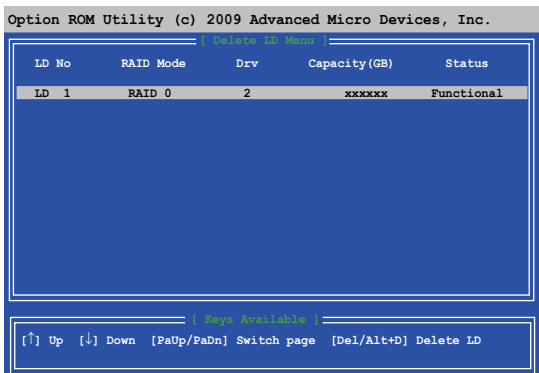 Option ROM Utility (c) 2009 Advanced Micro Devices, Inc.
[ Delete LD Menu ]
LD No RAID Mode Drv Capacity(GB) Status
LD 1 RAID 0 2 xxxxxx Functional
[ Keys Available ]
[↑] Up [↓] Down [PaUp/PaDn] Switch page [Del/Alt+D] Delete LD